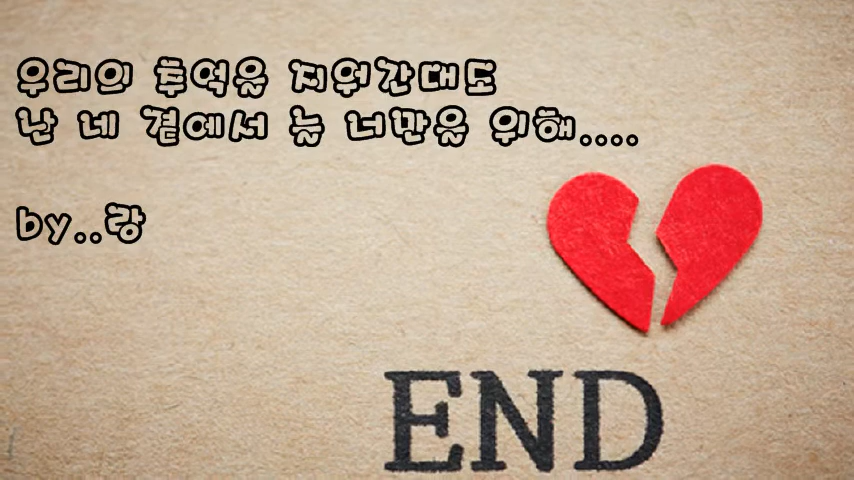 우리의 추억을 지워간대도
난 네 곁에서 늘 너만을 위해....
by..랑
END